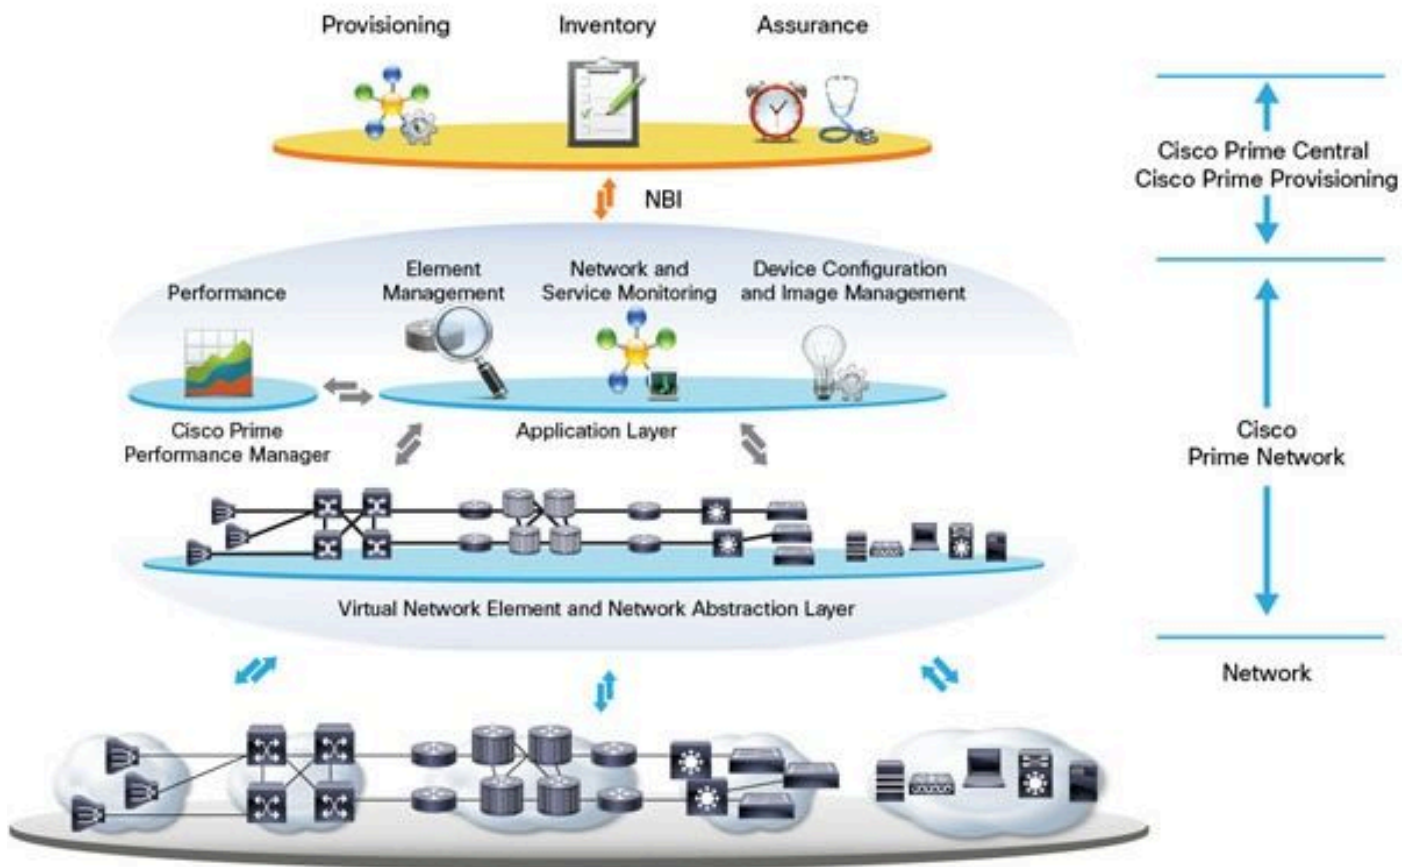 Provisioning
Inventory
Assurance
Cisco Prime Central
Cisco Prime Provisioning
NBI
Performance
Element
Management
Network and
Service Monitoring
Device Configuration
and Image Management
Cisco Prime
Performance Manager
Application Layer
Cisco
Prime Network
Virtual Network Element and Network Abstraction Layer
Network